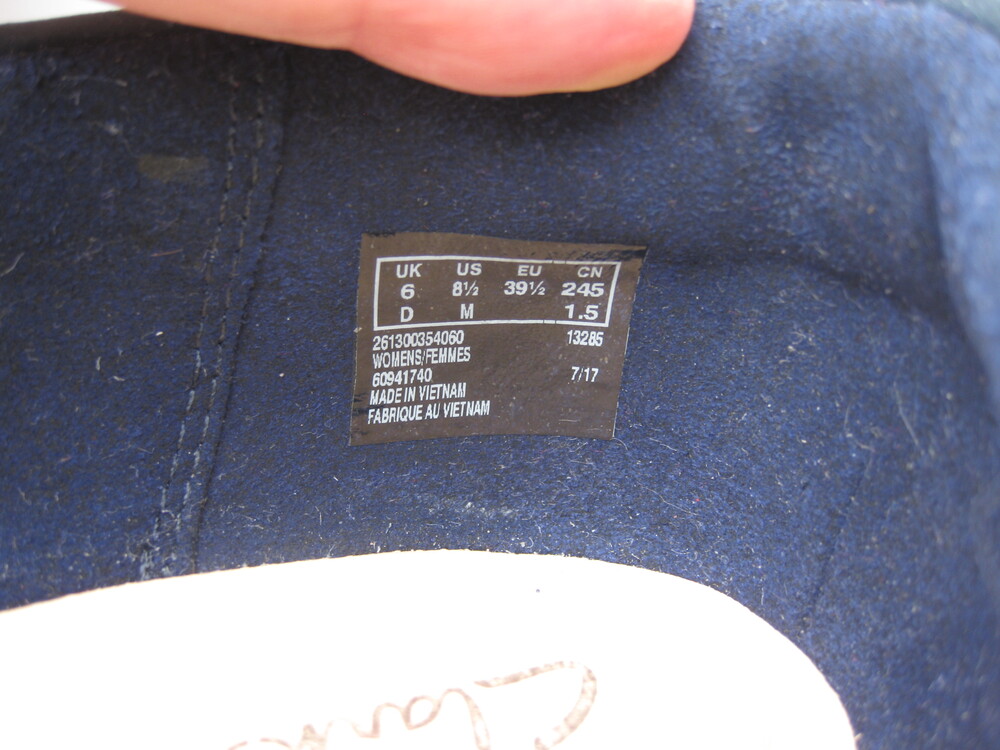 UK US EU CN
6 8½ 39½ 245
D M 1.5
261300354060 13285
WOMENS/FEMMES
60941740 7/17
MADE IN VIETNAM
FABRIQUE AU VIETNAM